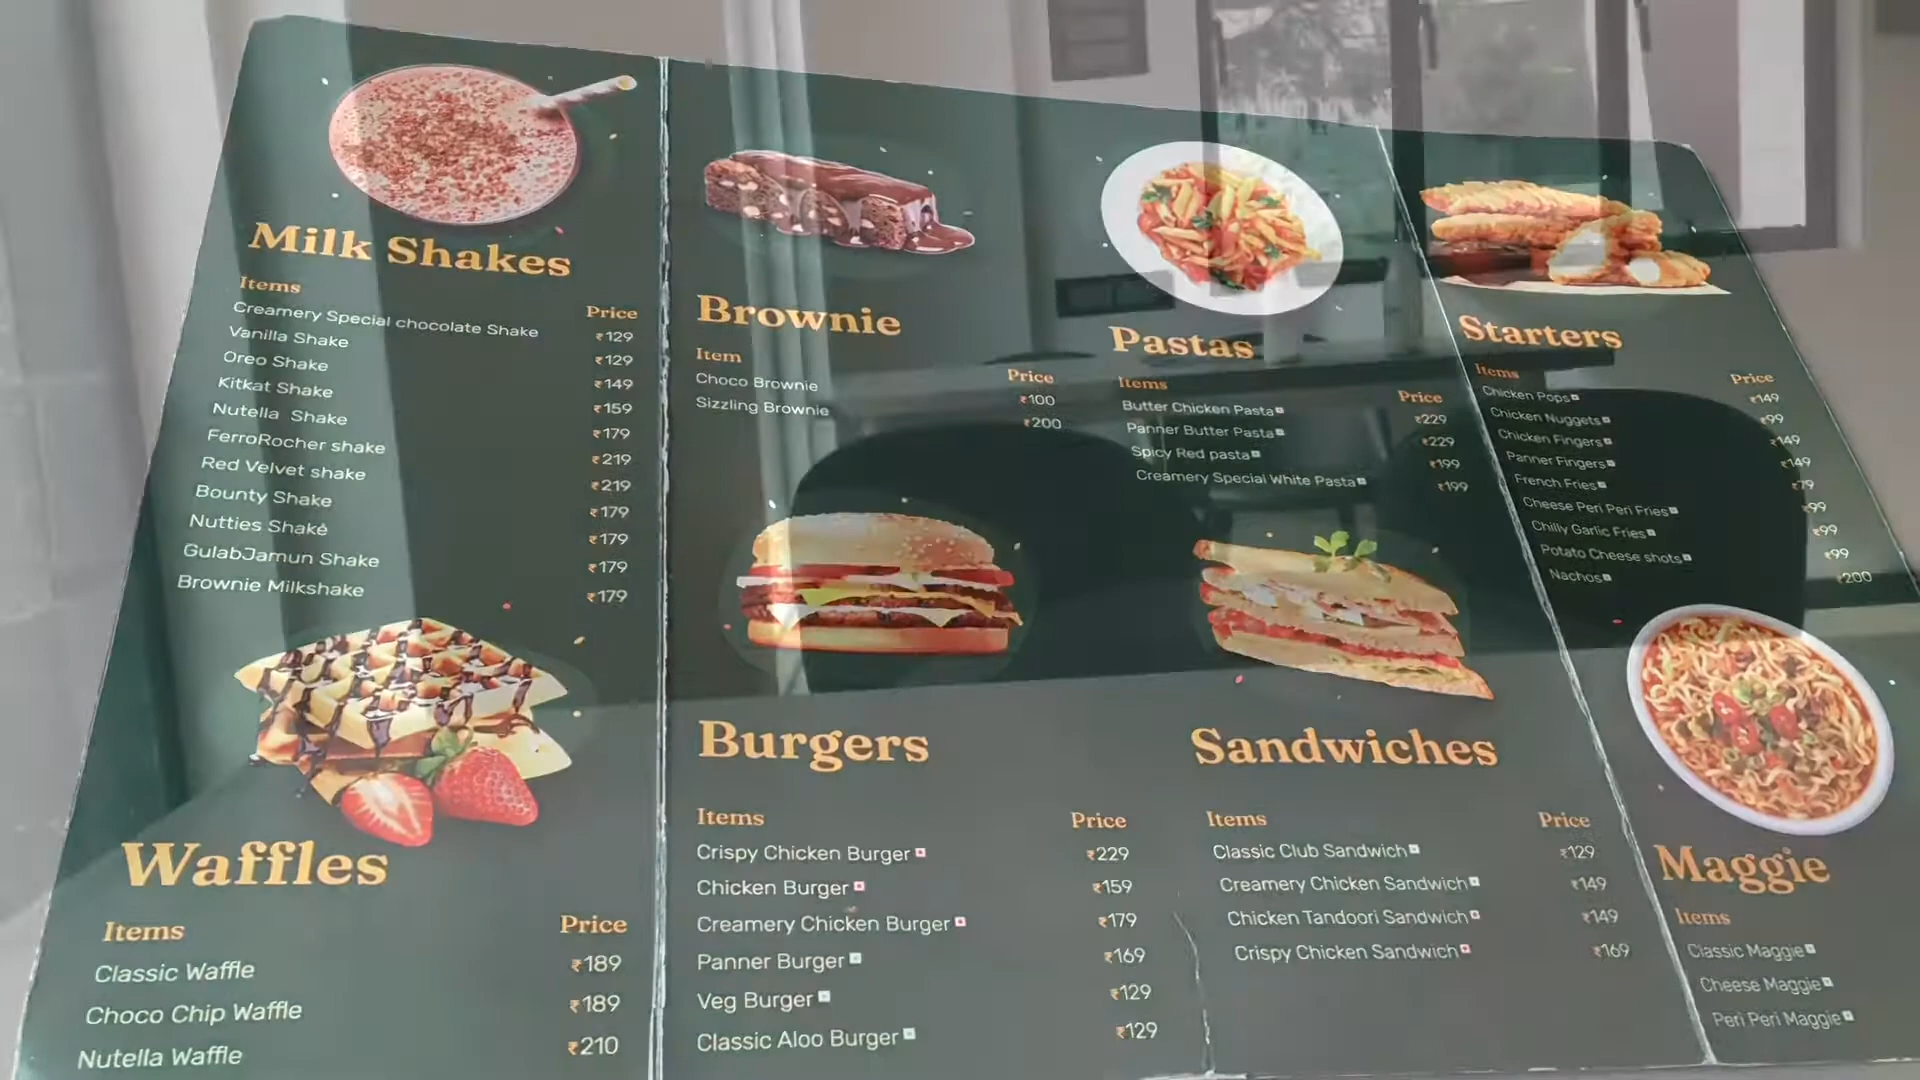 Milk Shakes
Items Price
Creamery Special chocolate Shake ₹129
Vanilla Shake ₹129
Oreo Shake ₹149
Kitkat Shake ₹159
Nutella Shake ₹179
FerroRocher shake ₹219
Red Velvet shake ₹219
Bounty Shake ₹179
Nutties Shake ₹179
GulabJamun Shake ₹179
Brownie Milkshake ₹179
Waffles
Items Price
Classic Waffle ₹189
Choco Chip Waffle ₹189
Nutella Waffle ₹210
Brownie
Item Price
Choco Brownie ₹100
Sizzling Brownie ₹200
Burgers
Items Price
Crispy Chicken Burger ₹229
Chicken Burger ₹159
Creamery Chicken Burger ₹179
Panner Burger ₹169
Veg Burger ₹129
Classic Aloo Burger ₹129
Pastas
Items Price
Butter Chicken Pasta ₹229
Panner Butter Pasta ₹229
Spicy Red pasta ₹199
Creamery Special White Pasta ₹199
Sandwiches
Items Price
Classic Club Sandwich ₹129
Creamery Chicken Sandwich ₹149
Chicken Tandoori Sandwich ₹149
Crispy Chicken Sandwich ₹169
Starters
Items Price
Chicken Pops ₹149
Chicken Nuggets ₹99
Chicken Fingers ₹149
Panner Fingers ₹149
French Fries ₹79
Cheese Peri Peri Fries ₹99
Chilly Garlic Fries ₹99
Potato Cheese shots ₹99
Nachos ₹200
Maggie
Items
Classic Maggie
Cheese Maggie
Peri Peri Maggie